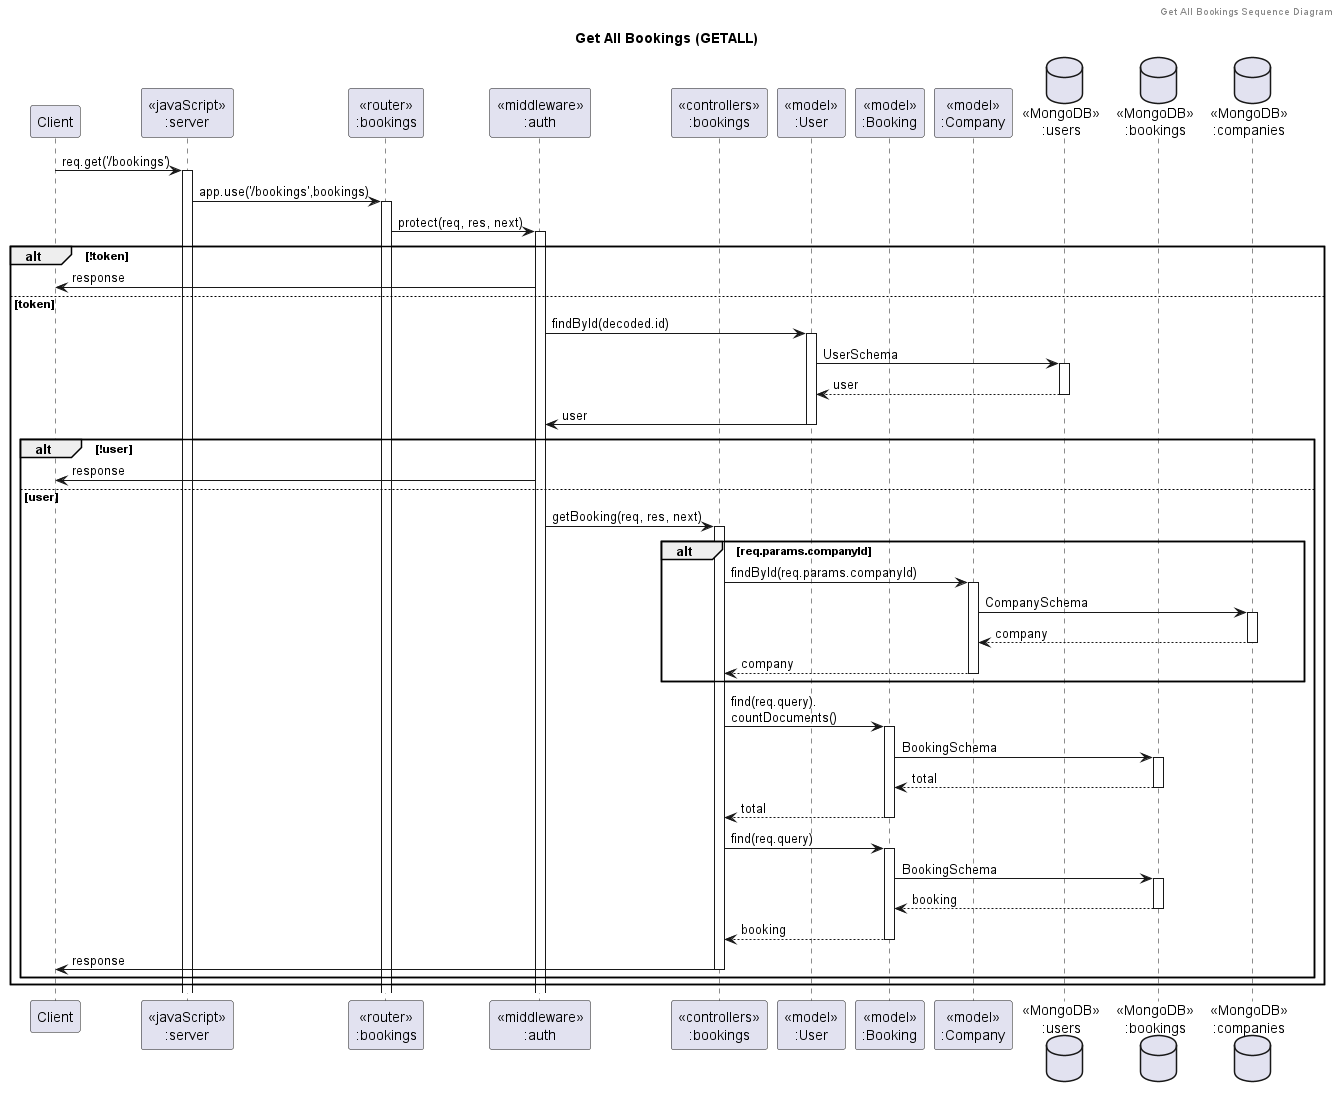 Get All Bookings Sequence Diagram
Get All Bookings (GETALL)
Client
«javaScript»
:server
«router»
:bookings
«middleware»
:auth
«controllers»
:bookings
«model»
:User
«model»
:Booking
«model»
:Company
«MongoDB»
:users
«MongoDB»
:bookings
«MongoDB»
:companies
req.get('/bookings')
app.use('/bookings',bookings)
protect(req, res, next)
alt [!token]
response
[token]
findById(decoded.id)
UserSchema
user
user
alt [!user]
response
[user]
getBooking(req, res, next)
alt [req.params.companyId]
findById(req.params.companyId)
CompanySchema
company
company
find(req.query).
countDocuments()
BookingSchema
total
total
find(req.query)
BookingSchema
booking
booking
response
Client
«javaScript»
:server
«router»
:bookings
«middleware»
:auth
«controllers»
:bookings
«model»
:User
«model»
:Booking
«model»
:Company
«MongoDB»
:users
«MongoDB»
:bookings
«MongoDB»
:companies